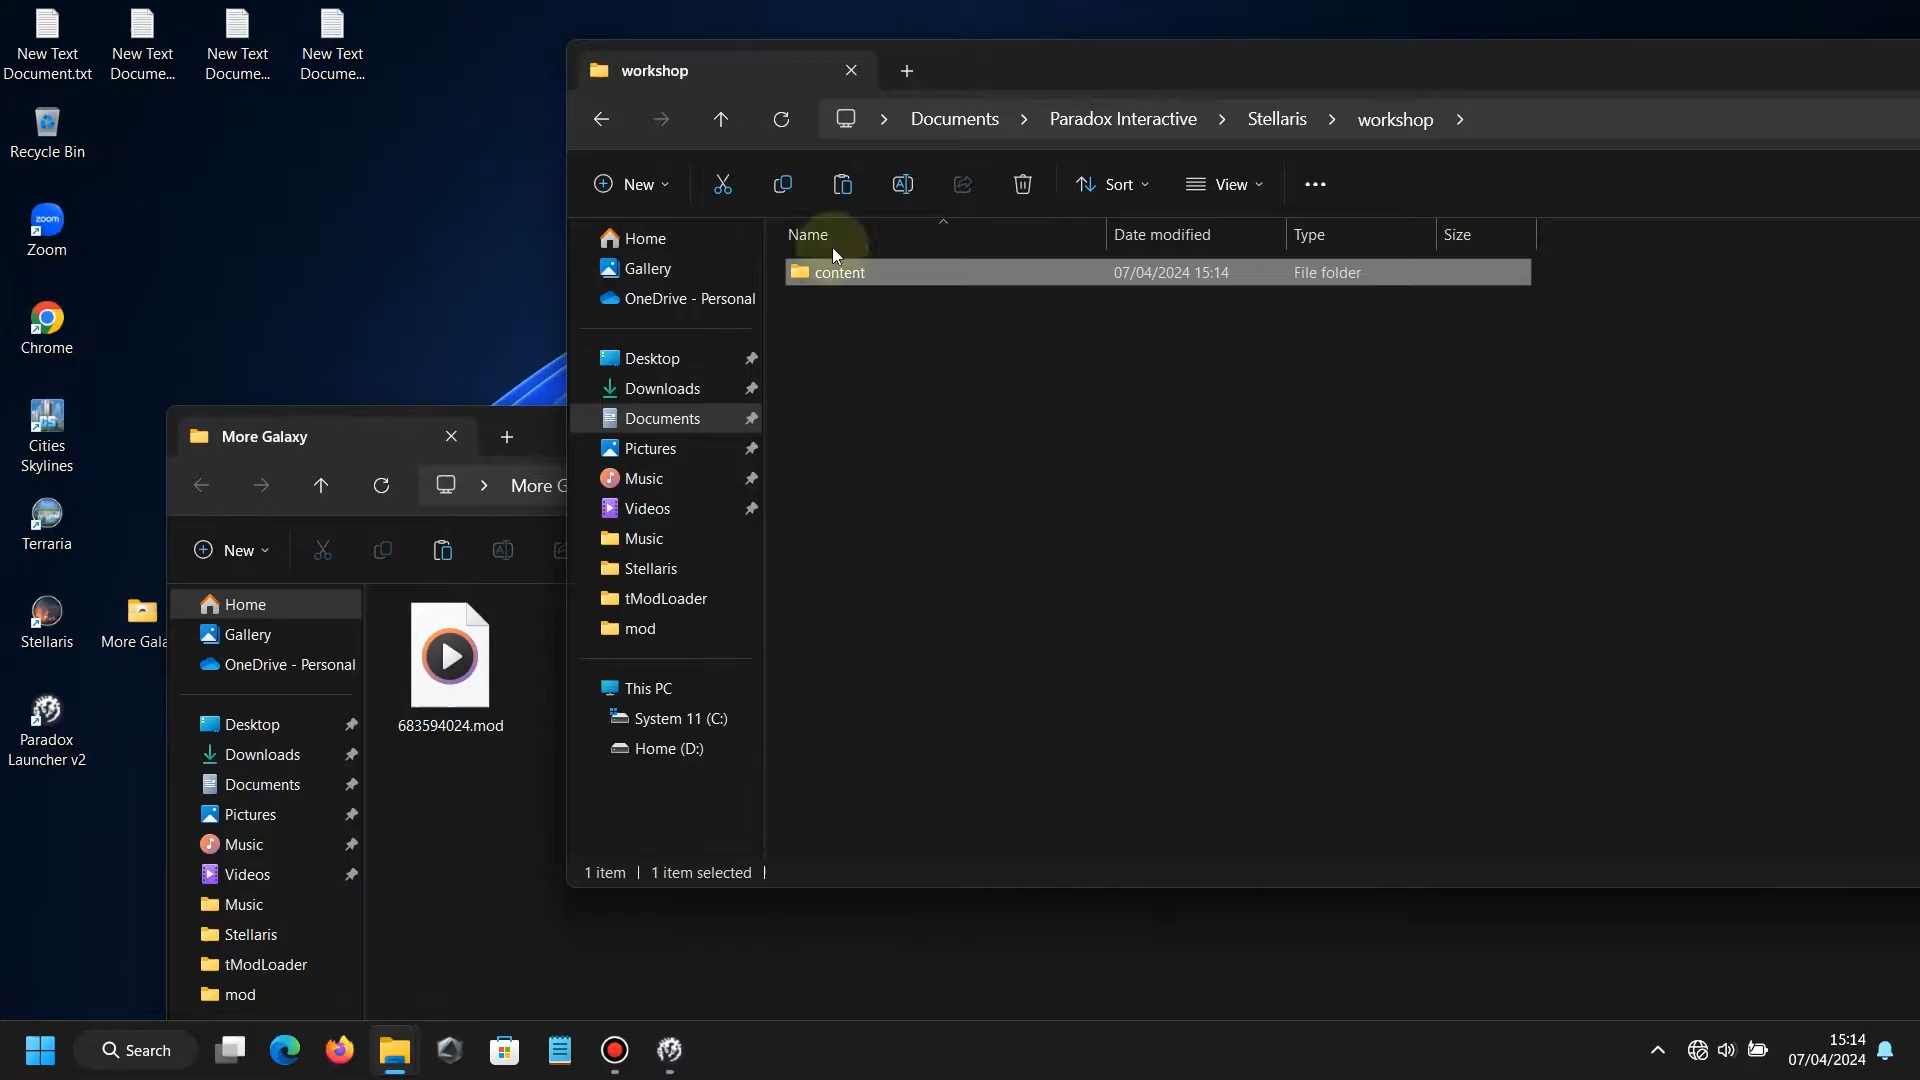 New Text
Document.txt
New Text
Docume...
New Text
Docume...
New Text
Docume...
Recycle Bin
zoom
Zoom
Chrome
Cities
Skylines
Terraria
Stellaris
More Gala
Paradox
Launcher v2
More Galaxy
More G
New
Home
Gallery
OneDrive - Personal
Desktop
Downloads
Documents
Pictures
Music
Videos
Music
Stellaris
tModLoader
mod
683594024.mod
workshop
Documents
Paradox Interactive
Stellaris
workshop
New
Sort
View
Home
Gallery
OneDrive - Personal
Desktop
Downloads
Documents
Pictures
Music
Videos
Music
Stellaris
tModLoader
mod
This PC
System 11 (C:)
Home (D:)
Name
Date modified
Type
Size
content
07/04/2024 15:14
File folder
1 item
1 item selected
Search
15:14
07/04/2024